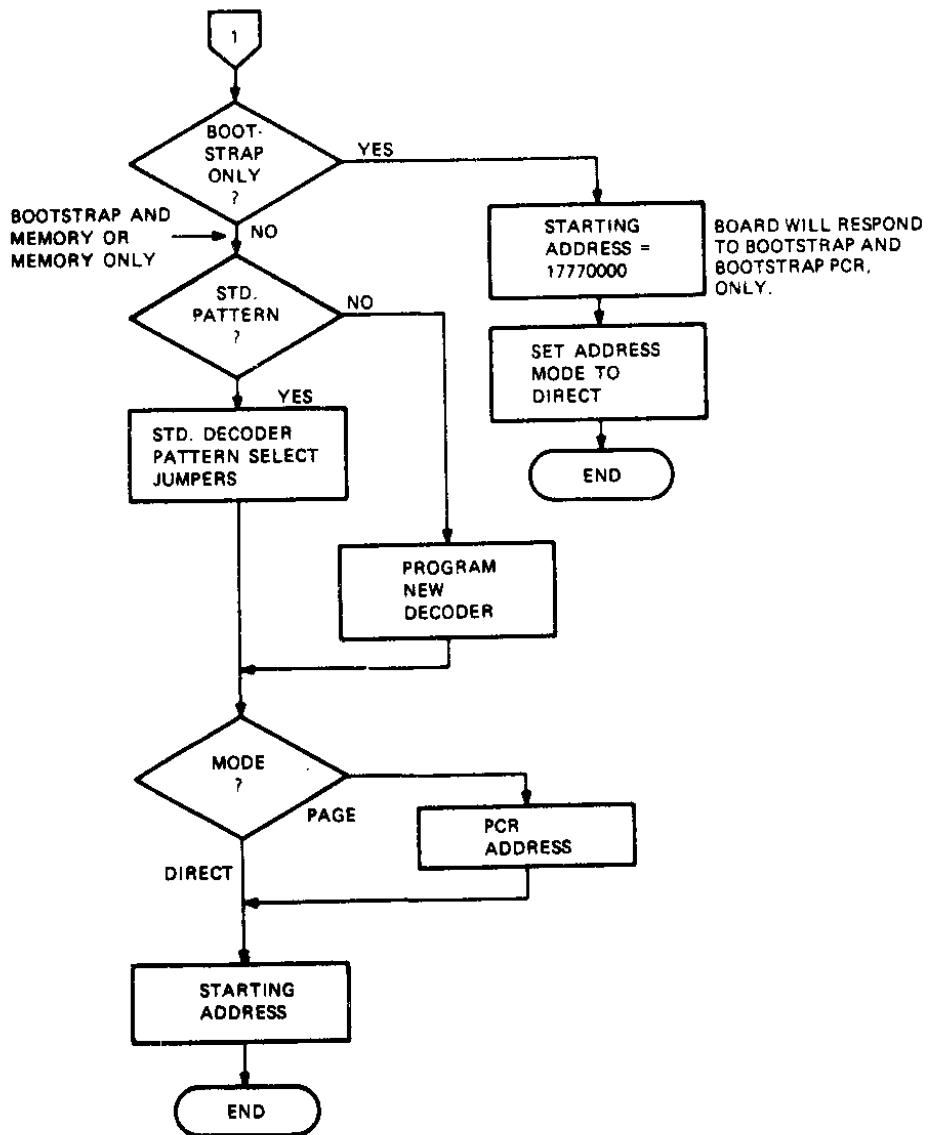 1
BOOT-
STRAP
ONLY
?
YES
BOOTSTRAP AND
MEMORY OR
MEMORY ONLY
NO
STARTING
ADDRESS =
17770000
BOARD WILL RESPOND
TO BOOTSTRAP AND
BOOTSTRAP PCR,
ONLY.
STD.
PATTERN
?
NO
YES
SET ADDRESS
MODE TO
DIRECT
END
STD. DECODER
PATTERN SELECT
JUMPERS
PROGRAM
NEW
DECODER
MODE
?
PAGE
DIRECT
PCR
ADDRESS
STARTING
ADDRESS
END